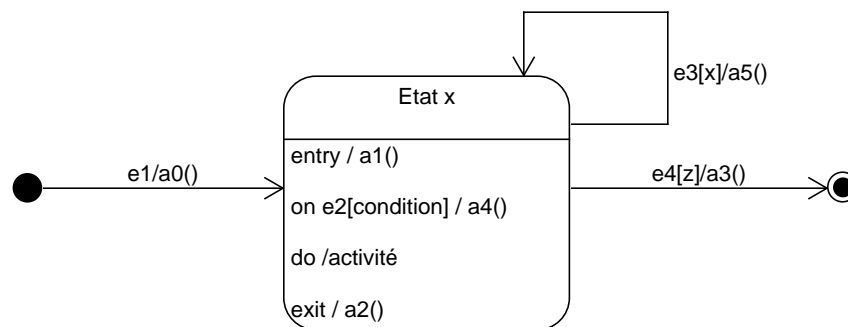 e3[x]/a5()
Etat x
entry / a1()
e1/a0()
e4[z]/a3()
on e2[condition] / a4()
do /activité
exit / a2()